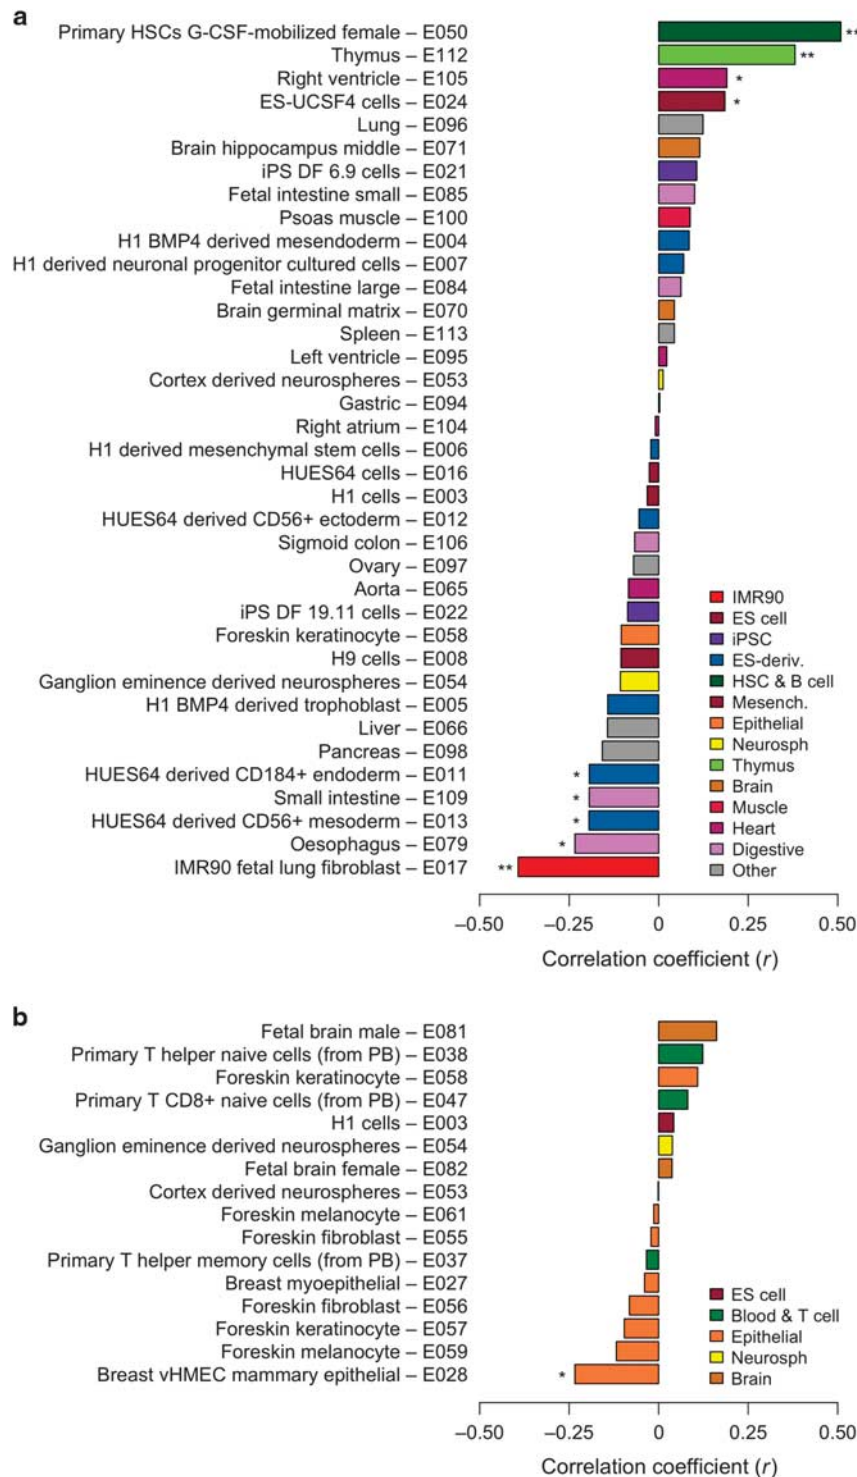 a
Primary HSCs G-CSF-mobilized female – E050
**
Thymus – E112
**
Right ventricle – E105
*
ES-UCSF4 cells – E024
*
Lung – E096
Brain hippocampus middle – E071
iPS DF 6.9 cells – E021
Fetal intestine small – E085
Psoas muscle – E100
H1 BMP4 derived mesendoderm – E004
H1 derived neuronal progenitor cultured cells – E007
Fetal intestine large – E084
Brain germinal matrix – E070
Spleen – E113
Left ventricle – E095
Cortex derived neurospheres – E053
Gastric – E094
Right atrium – E104
H1 derived mesenchymal stem cells – E006
HUES64 cells – E016
H1 cells – E003
HUES64 derived CD56+ ectoderm – E012
Sigmoid colon – E106
Ovary – E097
Aorta – E065
iPS DF 19.11 cells – E022
Foreskin keratinocyte – E058
H9 cells – E008
Ganglion eminence derived neurospheres – E054
H1 BMP4 derived trophoblast – E005
Liver – E066
Pancreas – E098
HUES64 derived CD184+ endoderm – E011
*
Small intestine – E109
*
HUES64 derived CD56+ mesoderm – E013
*
Oesophagus – E079
*
IMR90 fetal lung fibroblast – E017
**
IMR90
ES cell
iPSC
ES-deriv.
HSC & B cell
Mesench.
Epithelial
Neurosph
Thymus
Brain
Muscle
Heart
Digestive
Other
–0.50 –0.25 0 0.25 0.50
Correlation coefficient (r)
b
Fetal brain male – E081
Primary T helper naive cells (from PB) – E038
Foreskin keratinocyte – E058
Primary T CD8+ naive cells (from PB) – E047
H1 cells – E003
Ganglion eminence derived neurospheres – E054
Fetal brain female – E082
Cortex derived neurospheres – E053
Foreskin melanocyte – E061
Foreskin fibroblast – E055
Primary T helper memory cells (from PB) – E037
Breast myoepithelial – E027
Foreskin fibroblast – E056
Foreskin keratinocyte – E057
Foreskin melanocyte – E059
Breast vHMEC mammary epithelial – E028
*
ES cell
Blood & T cell
Epithelial
Neurosph
Brain
–0.50 –0.25 0 0.25 0.50
Correlation coefficient (r)